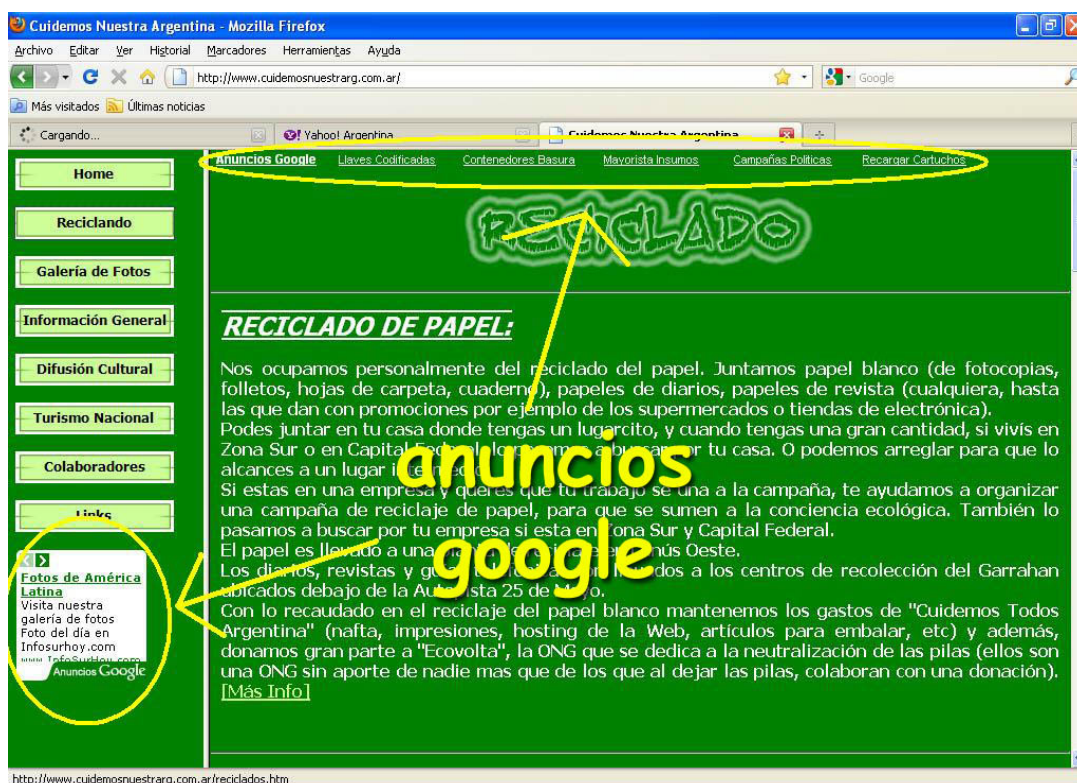 Cuidemos Nuestra Argentina - Mozilla Firefox
Archivo Editar Ver Historial Marcadores Herramientas Ayuda
http://www.cuidemosnuestrarg.com.ar/
Google
Más visitados Últimas noticias
Cargando...
Yahoo! Argentina
Cuidemos Nuestra Argentina
Anuncios Google Llaves Codificadas Contenedores Basura Mayorista Insumos Campañas Politicas Recargar Cartuchos
Home
Reciclando
Galería de Fotos
Información General
Difusión Cultural
Turismo Nacional
Colaboradores
Links
Fotos de América
Latina
Visita nuestra
galería de fotos
Foto del día en
Infosurhoy.com
www.InfoSurHoy.com
Anuncios Google
RECICLADO
RECICLADO DE PAPEL:
Nos ocupamos personalmente del reciclado del papel. Juntamos papel blanco (de fotocopias,
folletos, hojas de carpeta, cuaderno), papeles de diarios, papeles de revista (cualquiera, hasta
las que dan con promociones por ejemplo de los supermercados o tiendas de electrónica).
Podes juntar en tu casa donde tengas un lugarcito, y cuando tengas una gran cantidad, si vivís en
Zona Sur o en Capital Federal lo a buscar por tu casa. O podemos arreglar para que lo
alcances a un lugar
Si estas en una empresa y queres que tu trabajo se una a la campaña, te ayudamos a organizar
una campaña de reciclaje de papel, para que se sumen a la conciencia ecológica. También lo
pasamos a buscar por tu empresa si esta en Zona Sur y Capital Federal.
El papel es llevado a una Lanús Oeste.
Los diarios, revistas y a los centros de recolección del Garrahan
ubicados debajo de la Autopista 25 de Mayo.
Con lo recaudado en el reciclaje del papel blanco mantenemos los gastos de "Cuidemos Todos
Argentina" (nafta, impresiones, hosting de la Web, artículos para embalar, etc) y además,
donamos gran parte a "Ecovolta", la ONG que se dedica a la neutralización de las pilas (ellos son
una ONG sin aporte de nadie mas que de los que al dejar las pilas, colaboran con una donación).
[Más Info]
anuncios
google
http://www.cuidemosnuestrarg.com.ar/reciclados.htm